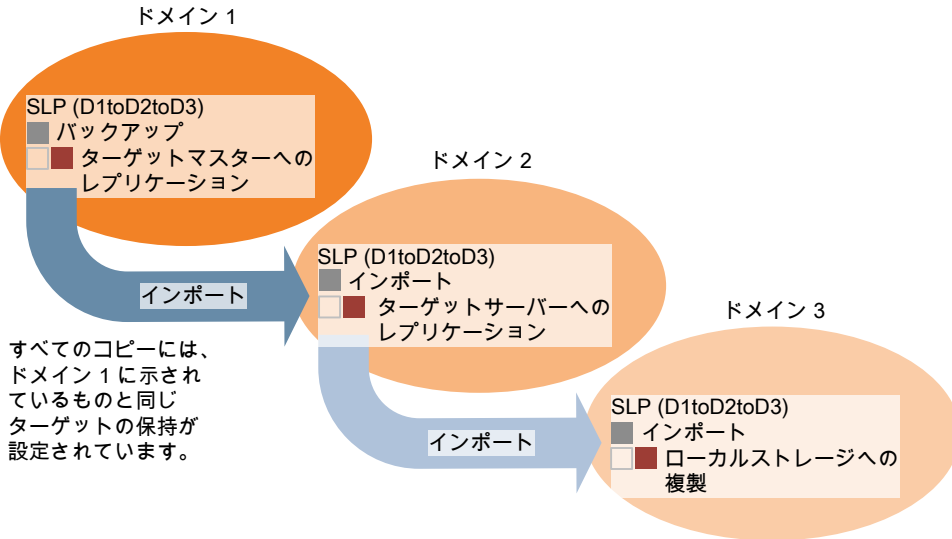 ドメイン 1
SLP (D1toD2toD3)
バックアップ
ターゲットマスターへの
レプリケーション
ドメイン 2
SLP (D1toD2toD3)
インポート
ターゲットサーバーへの
レプリケーション
インポート
ドメイン 3
すべてのコピーには、
ドメイン 1 に示され
ているものと同じ
ターゲットの保持が
設定されています。
SLP (D1toD2toD3)
インポート
ローカルストレージへの
複製
インポート